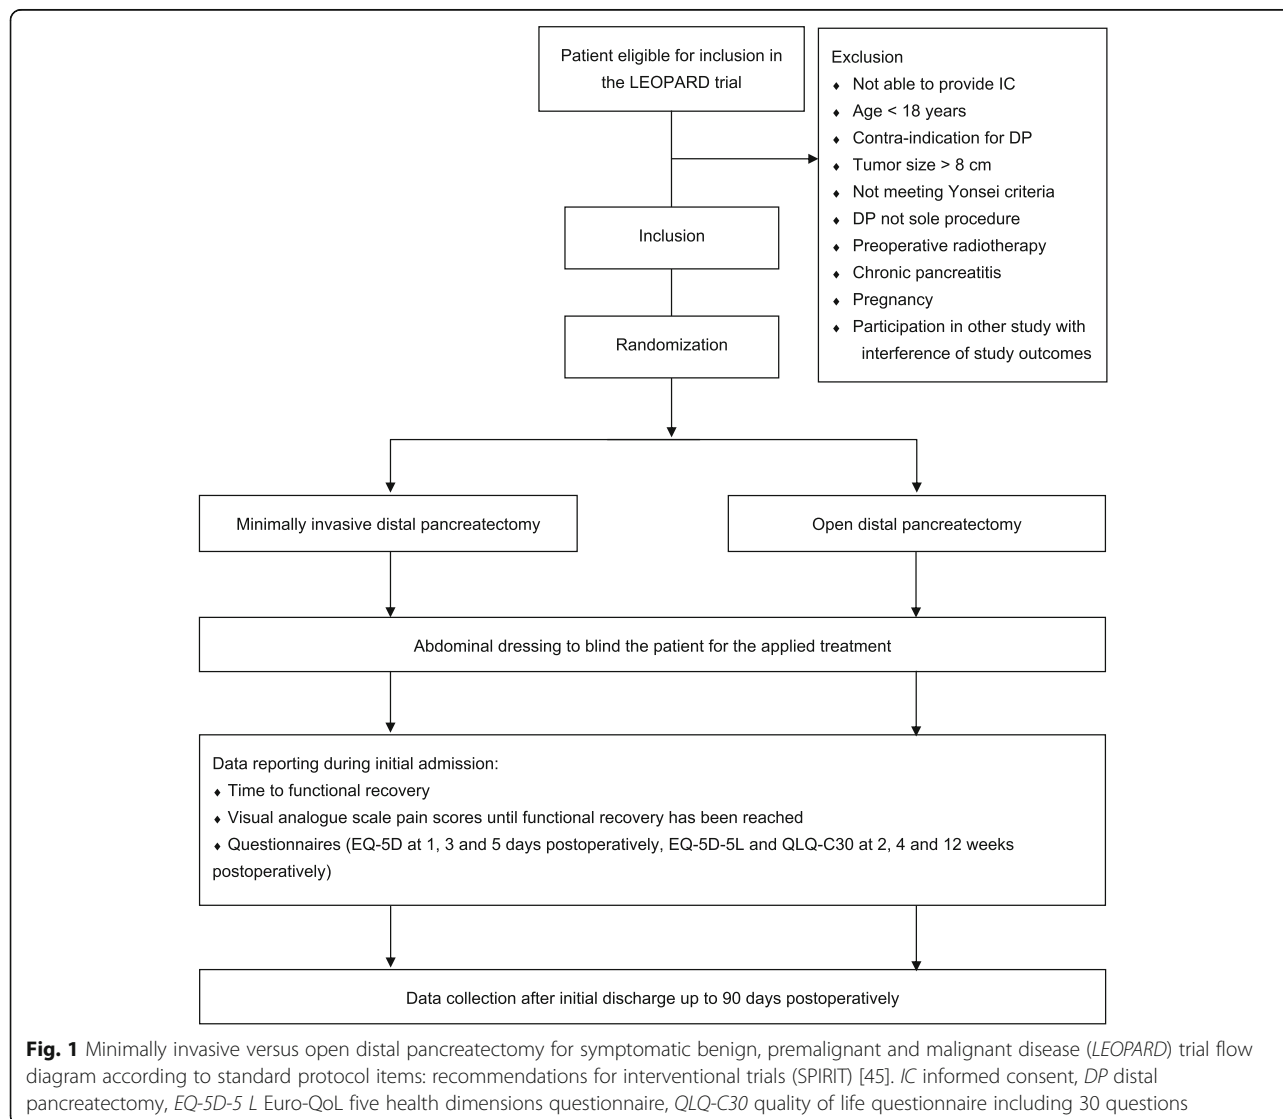 Patient eligible for inclusion in
the LEOPARD trial
Exclusion
♦ Not able to provide IC
♦ Age < 18 years
♦ Contra-indication for DP
♦ Tumor size > 8 cm
♦ Not meeting Yonsei criteria
♦ DP not sole procedure
♦ Preoperative radiotherapy
♦ Chronic pancreatitis
♦ Pregnancy
♦ Participation in other study with
interference of study outcomes
Inclusion
Randomization
Minimally invasive distal pancreatectomy
Open distal pancreatectomy
Abdominal dressing to blind the patient for the applied treatment
Data reporting during initial admission:
♦ Time to functional recovery
♦ Visual analogue scale pain scores until functional recovery has been reached
♦ Questionnaires (EQ-5D at 1, 3 and 5 days postoperatively, EQ-5D-5L and QLQ-C30 at 2, 4 and 12 weeks
postoperatively)
Data collection after initial discharge up to 90 days postoperatively
Fig. 1 Minimally invasive versus open distal pancreatectomy for symptomatic benign, premalignant and malignant disease (LEOPARD) trial flow
diagram according to standard protocol items: recommendations for interventional trials (SPIRIT) [45]. IC informed consent, DP distal
pancreatectomy, EQ-5D-5 L Euro-QoL five health dimensions questionnaire, QLQ-C30 quality of life questionnaire including 30 questions